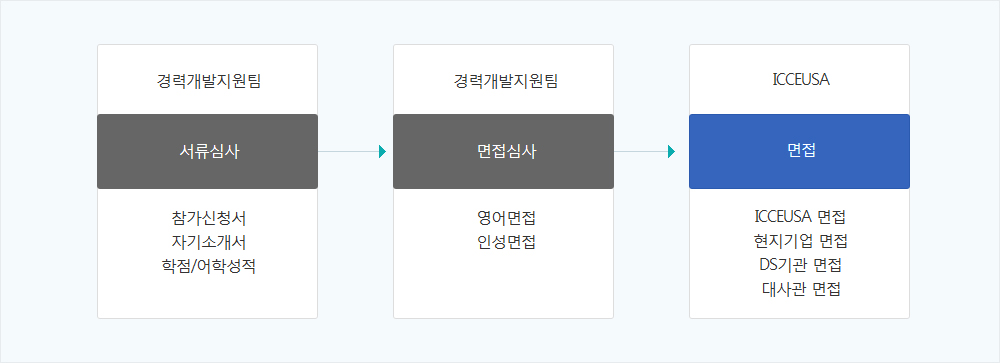 경력개발지원팀
서류심사
참가신청서
자기소개서
학점/어학성적
경력개발지원팀
면접심사
영어면접
인성면접
ICCEUSA
면접
ICCEUSA 면접
현지기업 면접
DS기관 면접
대사관 면접